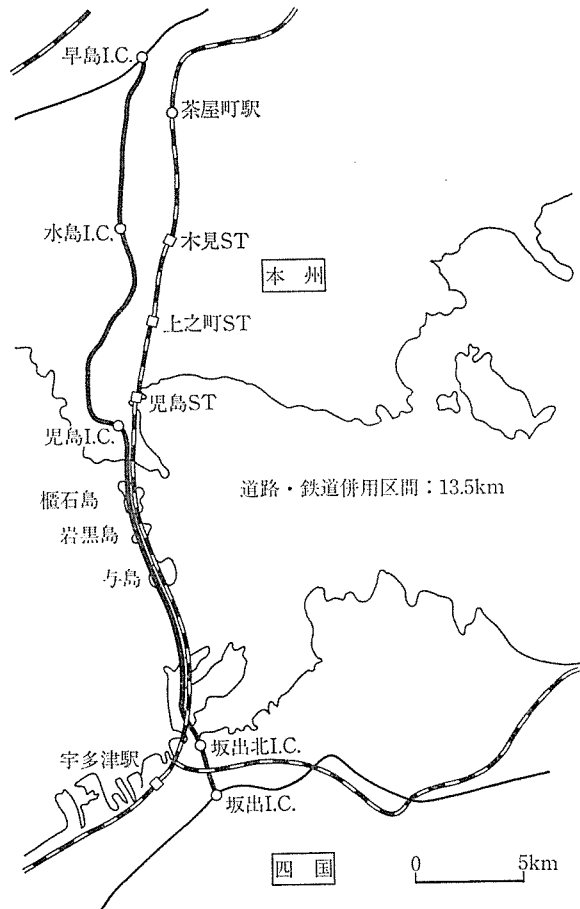 早島I.C.
茶屋町駅
水島I.C.
木見ST
本 州
上之町ST
児島ST
児島I.C.
道路・鉄道併用区間：13.5km
櫃石島
岩黒島
与島
宇多津駅
坂出北I.C.
坂出I.C.
四 国
0 5km